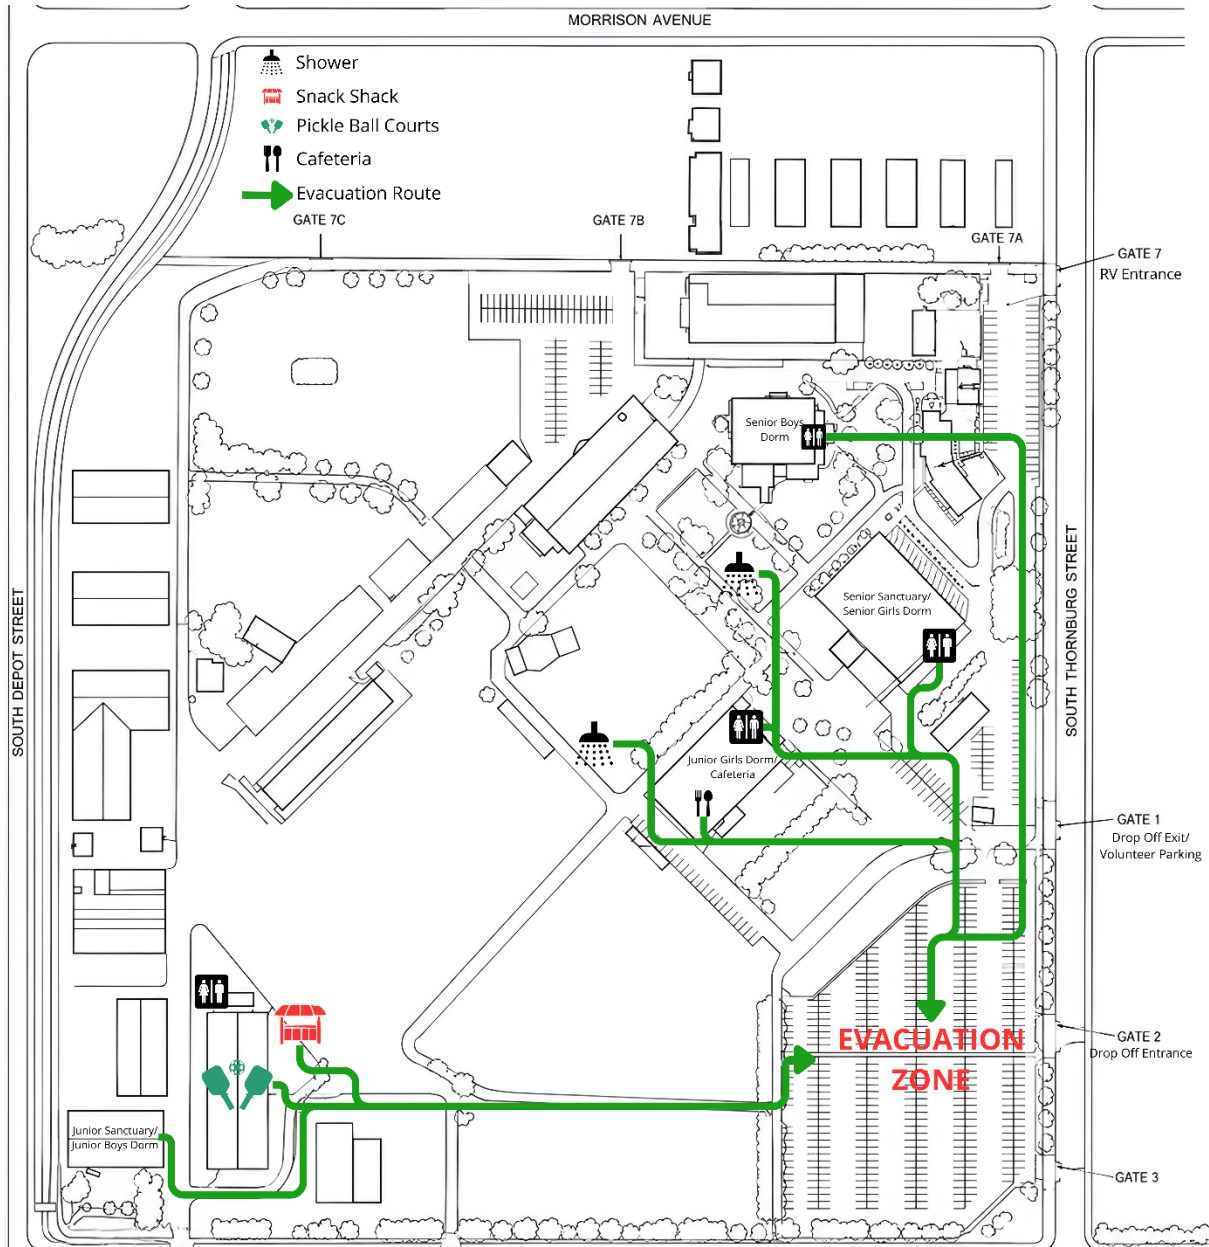 MORRISON AVENUE
Shower
Snack Shack
Pickle Ball Courts
Cafeteria
Evacuation Route
GATE 7C
GATE 7B
GATE 7A
GATE 7
RV Entrance
Senior Boys
Dorm
Senior Sanctuary/
Senior Girls Dorm
SOUTH DEPOT STREET
SOUTH THORNBURG STREET
Junior Girls Dorm/
Cafeteria
GATE 1
Drop Off Exit/
Volunteer Parking
EVACUATION
ZONE
GATE 2
Drop Off Entrance
Junior Sanctuary/
Junior Boys Dorm
GATE 3